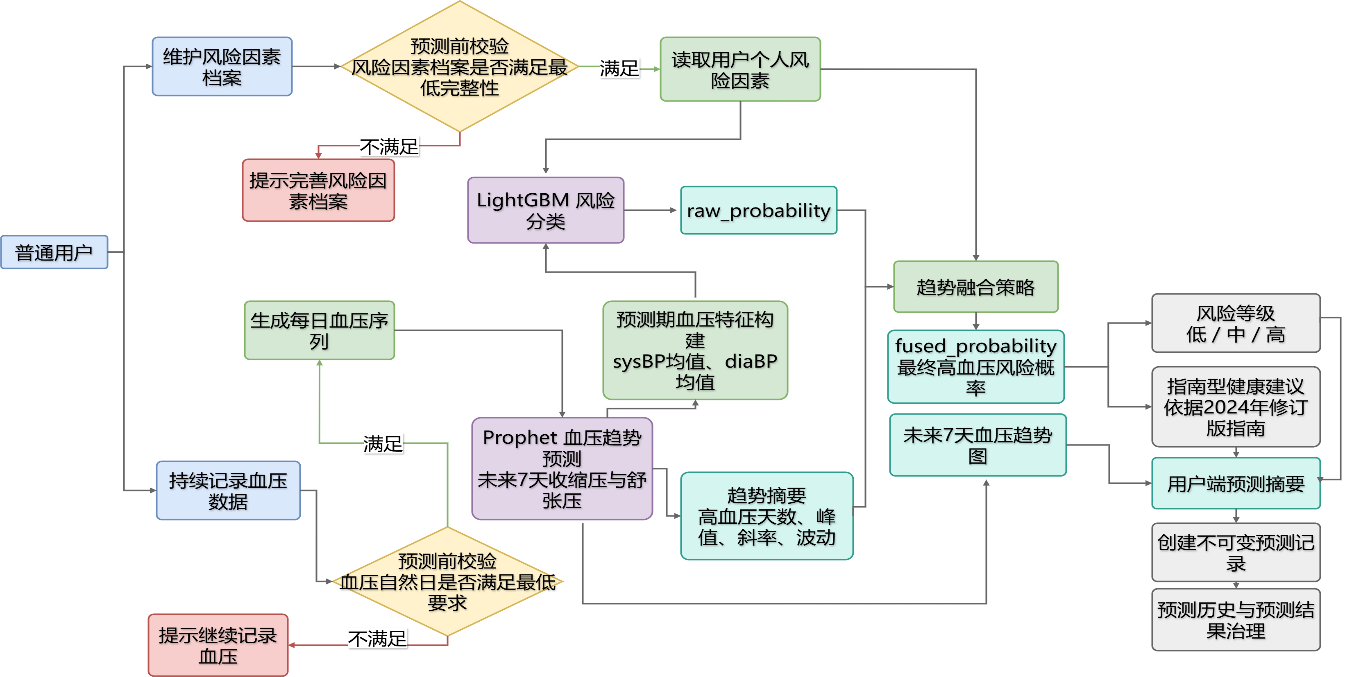 普通用户
维护风险因素
档案
预测前校验
风险因素档案是否满足最
低完整性
满足
不满足
提示完善风险因
素档案
读取用户个人风
险因素
LightGBM 风险
分类
raw_probability
生成每日血压序
列
预测期血压特征构
建
sysBP均值、diaBP
均值
满足
持续记录血压
数据
预测前校验
血压自然日是否满足最低
要求
不满足
提示继续记录
血压
Prophet 血压趋势
预测
未来7天收缩压与舒
张压
趋势摘要
高血压天数、峰
值、斜率、波动
趋势融合策略
fused_probability
最终高血压风险概
率
未来7天血压趋势
图
风险等级
低 / 中 / 高
指南型健康建议
依据2024年修订
版指南
用户端预测摘要
创建不可变预测记
录
预测历史与预测结
果治理